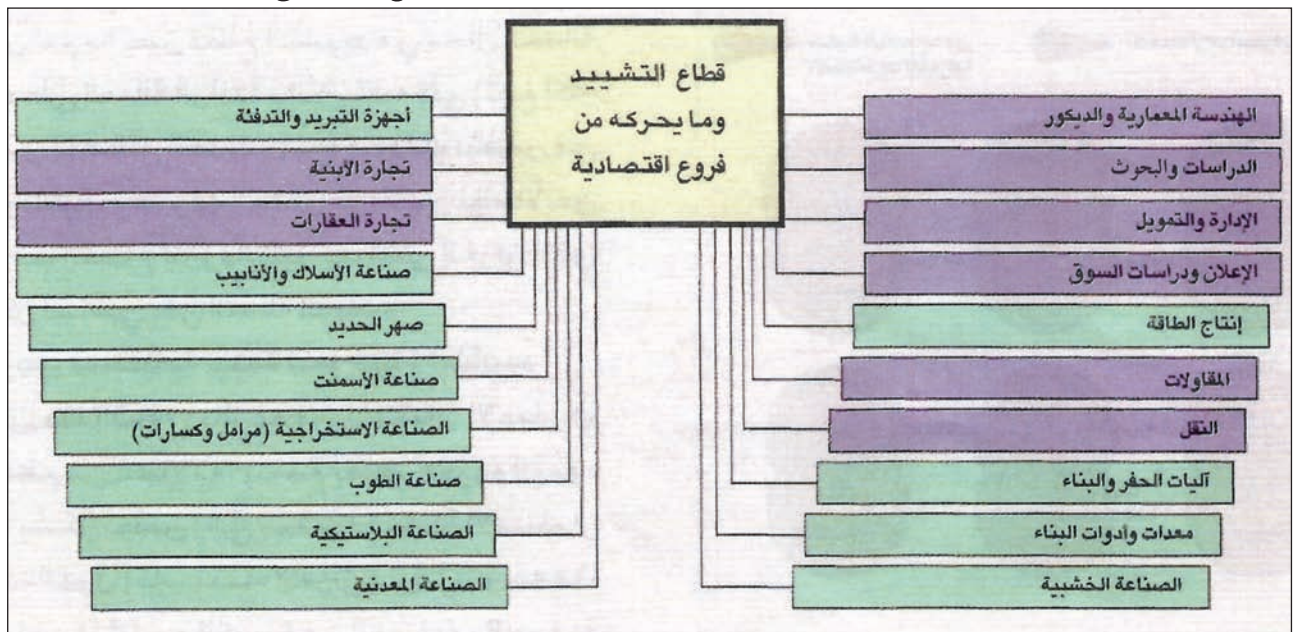 قطاع التشييد
وما يحركه من
فروع اقتصادية
الهندسة المعمارية والديكور
الدراسات والبحوث
الإدارة والتمويل
الإعلان ودراسات السوق
إنتاج الطاقة
المقاولات
النقل
آليات الحفر والبناء
معدات وأدوات البناء
الصناعة الخشبية
أجهزة التبريد والتدفئة
تجارة الأبنية
تجارة العقارات
صناعة الأسلاك والأنابيب
صهر الحديد
صناعة الأسمنت
الصناعة الاستخراجية (مرامل وكسارات)
صناعة الطوب
الصناعة البلاستيكية
الصناعة المعدنية